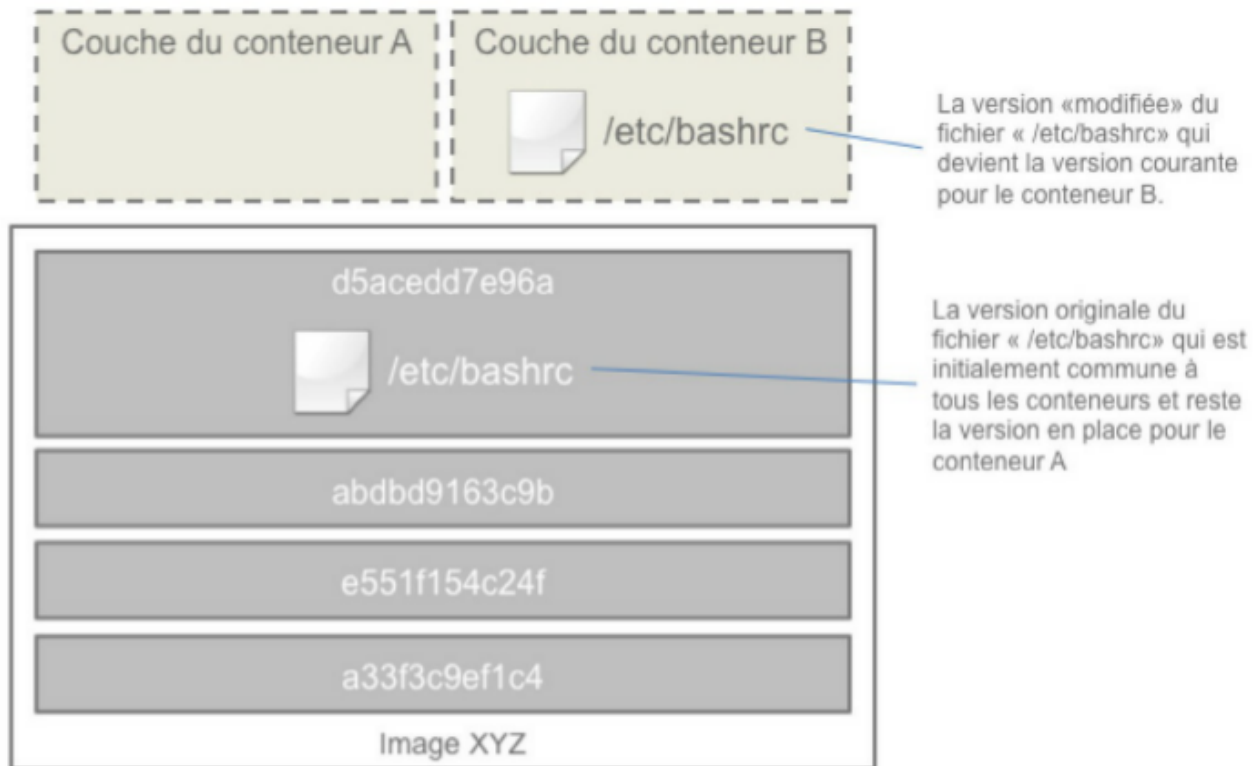 Couche du conteneur A
Couche du conteneur B
/etc/bashrc
La version «modifiée» du
fichier « /etc/bashrc» qui
devient la version courante
pour le conteneur B.
d5acedd7e96a
/etc/bashrc
La version originale du
fichier « /etc/bashrc» qui est
initialement commune à
tous les conteneurs et reste
la version en place pour le
conteneur A
abdbd9163c9b
e551f154c24f
a33f3c9ef1c4
Image XYZ